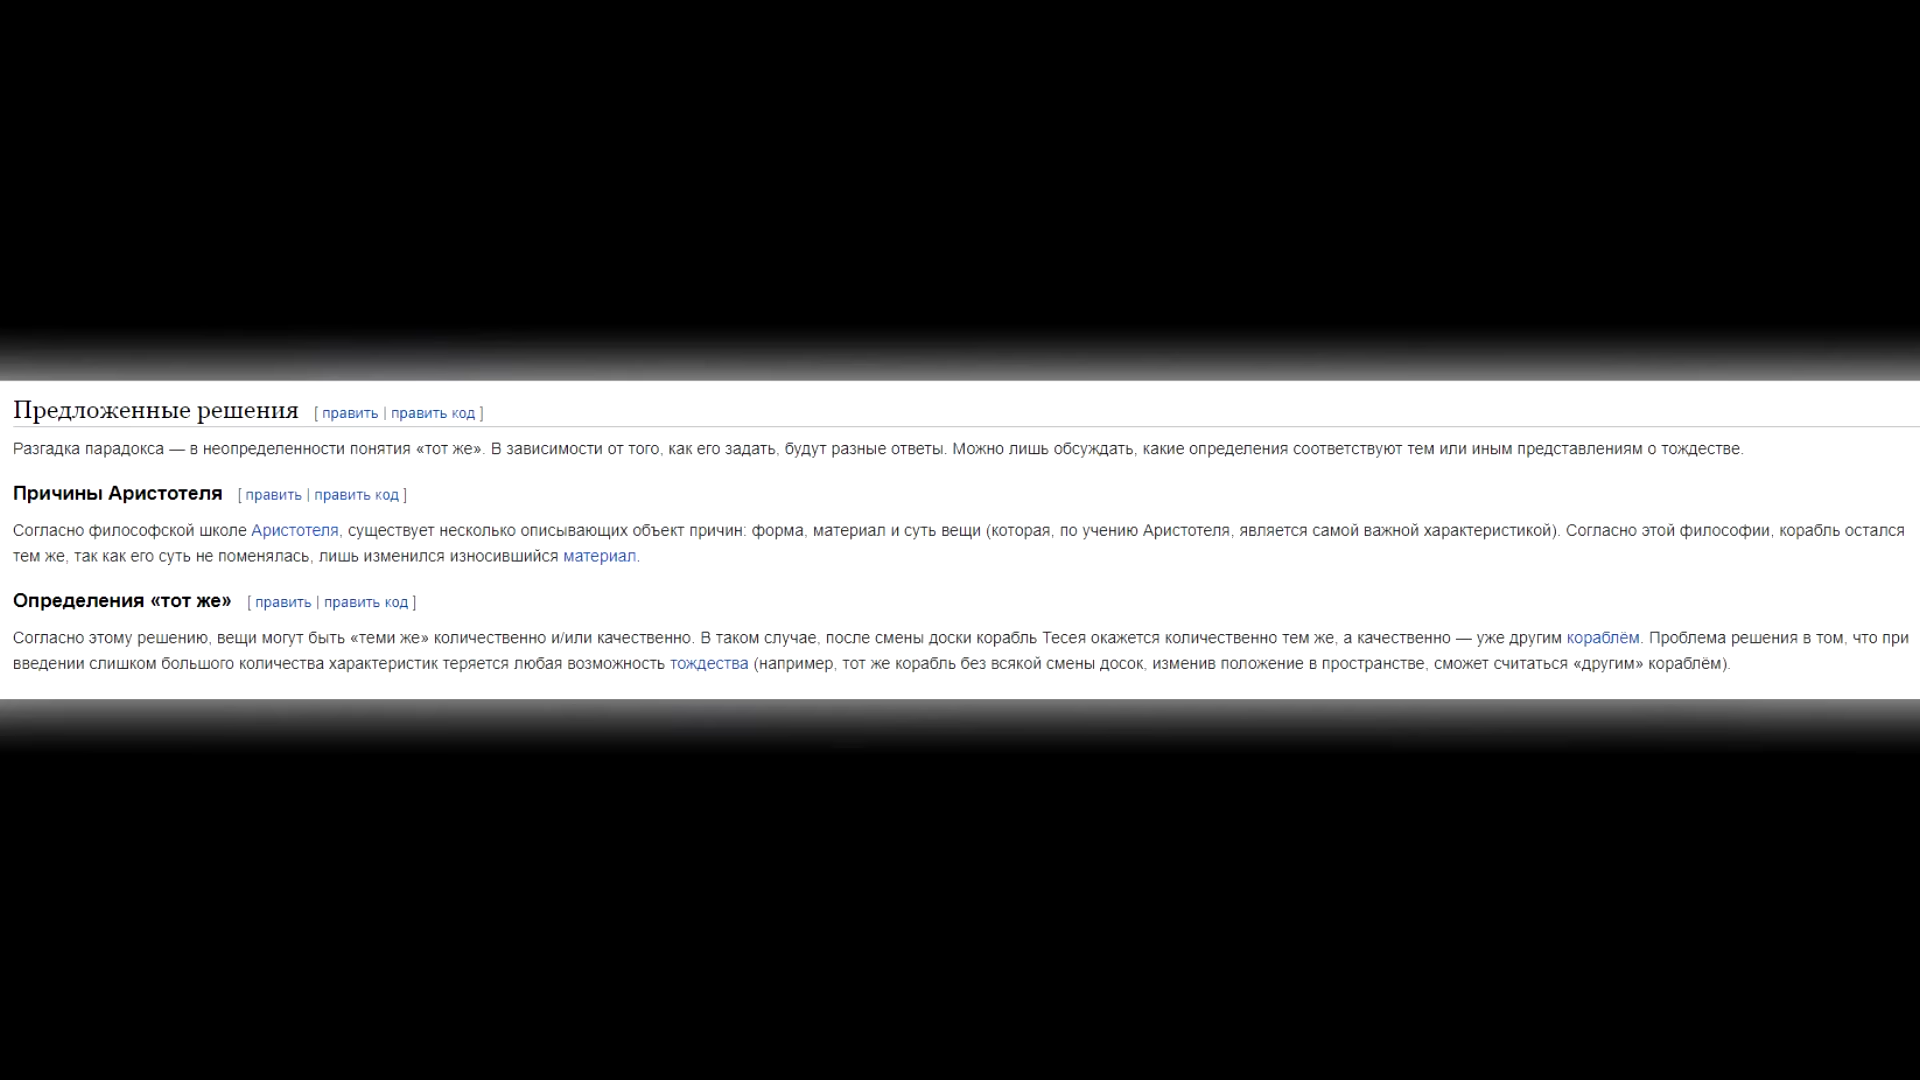 Предложенные решения [ править | править код ]
Разгадка парадокса — в неопределенности понятия «тот же». В зависимости от того, как его задать, будут разные ответы. Можно лишь обсуждать, какие определения соответствуют тем или иным представлениям о тождестве.
Причины Аристотеля [ править | править код ]
Согласно философской школе Аристотеля, существует несколько описывающих объект причин: форма, материал и суть вещи (которая, по учению Аристотеля, является самой важной характеристикой). Согласно этой философии, корабль остался
тем же, так как его суть не поменялась, лишь изменился износившийся материал.
Определения «тот же» [ править | править код ]
Согласно этому решению, вещи могут быть «теми же» количественно и/или качественно. В таком случае, после смены доски корабль Тесея окажется количественно тем же, а качественно — уже другим кораблём. Проблема решения в том, что при
введении слишком большого количества характеристик теряется любая возможность тождества (например, тот же корабль без всякой смены досок, изменив положение в пространстве, сможет считаться «другим» кораблём).